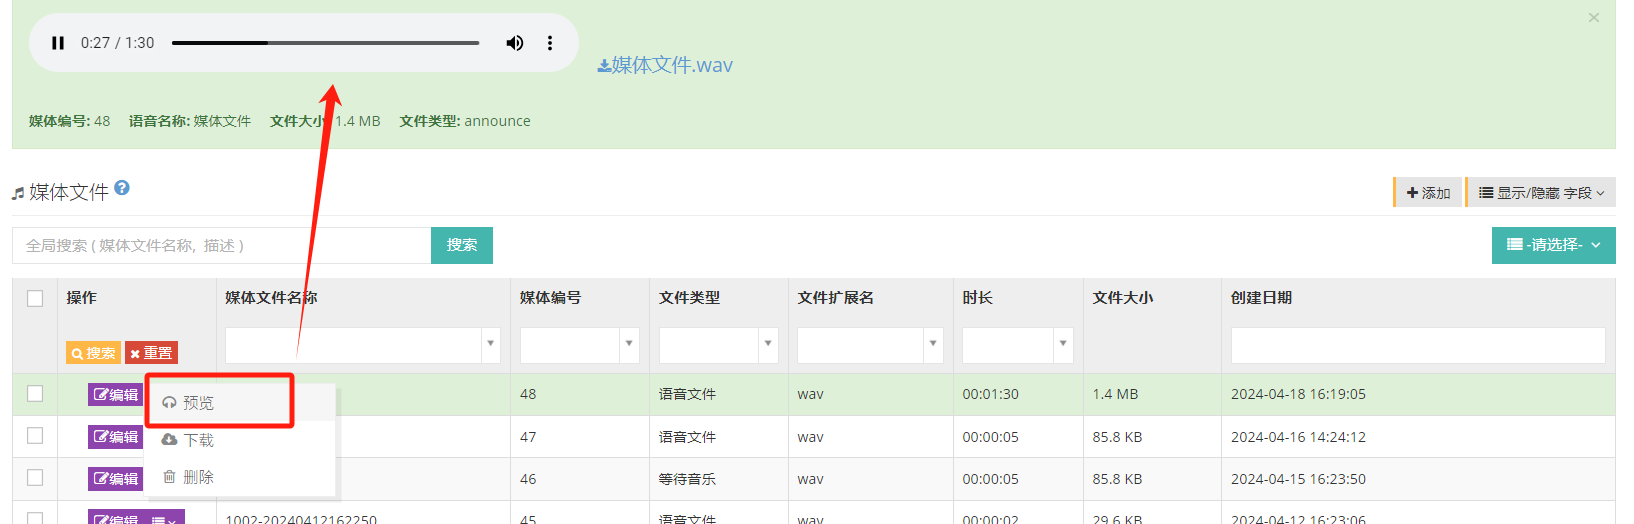 0:27 / 1:30
媒体文件.wav
媒体编号: 48 语音名称: 媒体文件 文件大小 1.4 MB 文件类型: announce
媒体文件
添加 显示/隐藏 字段
全局搜索 ( 媒体文件名称, 描述 ) 搜索 -请选择-
操作 媒体文件名称 媒体编号 文件类型 文件扩展名 时长 文件大小 创建日期
搜索 重置
编辑 预览 48 语音文件 wav 00:01:30 1.4 MB 2024-04-18 16:19:05
编辑 下载 47 语音文件 wav 00:00:05 85.8 KB 2024-04-16 14:24:12
编辑 删除 46 等待音乐 wav 00:00:05 85.8 KB 2024-04-15 16:23:50
编辑 1002-20240412162250 45 语音文件 wav 00:00:02 29.6 KB 2024-04-12 16:23:06